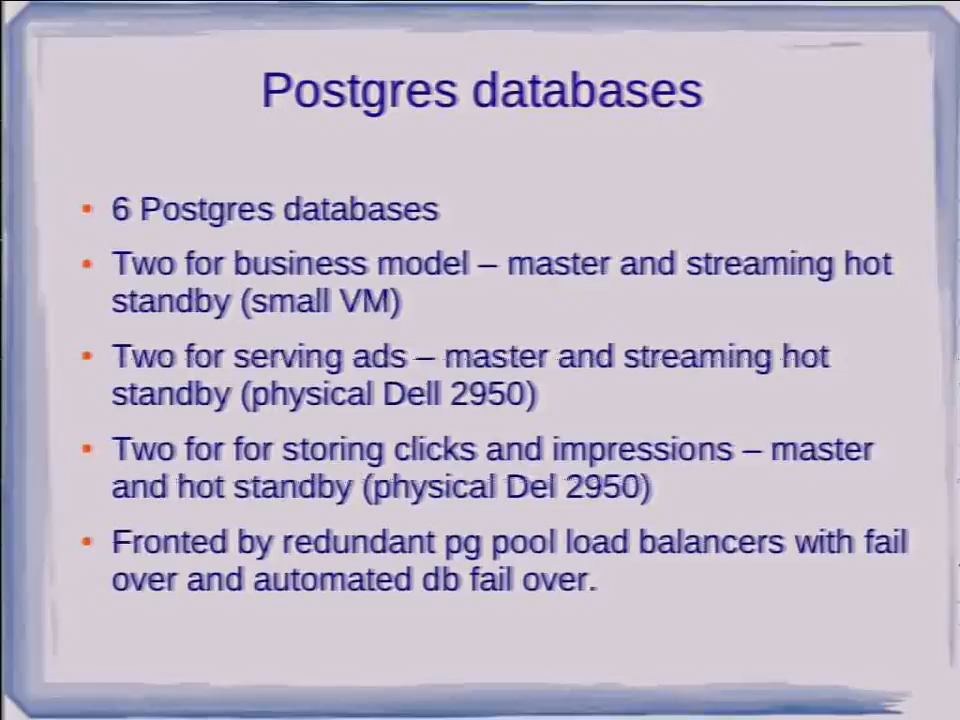 Postgres databases
• 6 Postgres databases
• Two for business model – master and streaming hot
standby (small VM)
• Two for serving ads – master and streaming hot
standby (physical Dell 2950)
• Two for for storing clicks and impressions – master
and hot standby (physical Del 2950)
• Fronted by redundant pg pool load balancers with fail
over and automated db fail over.